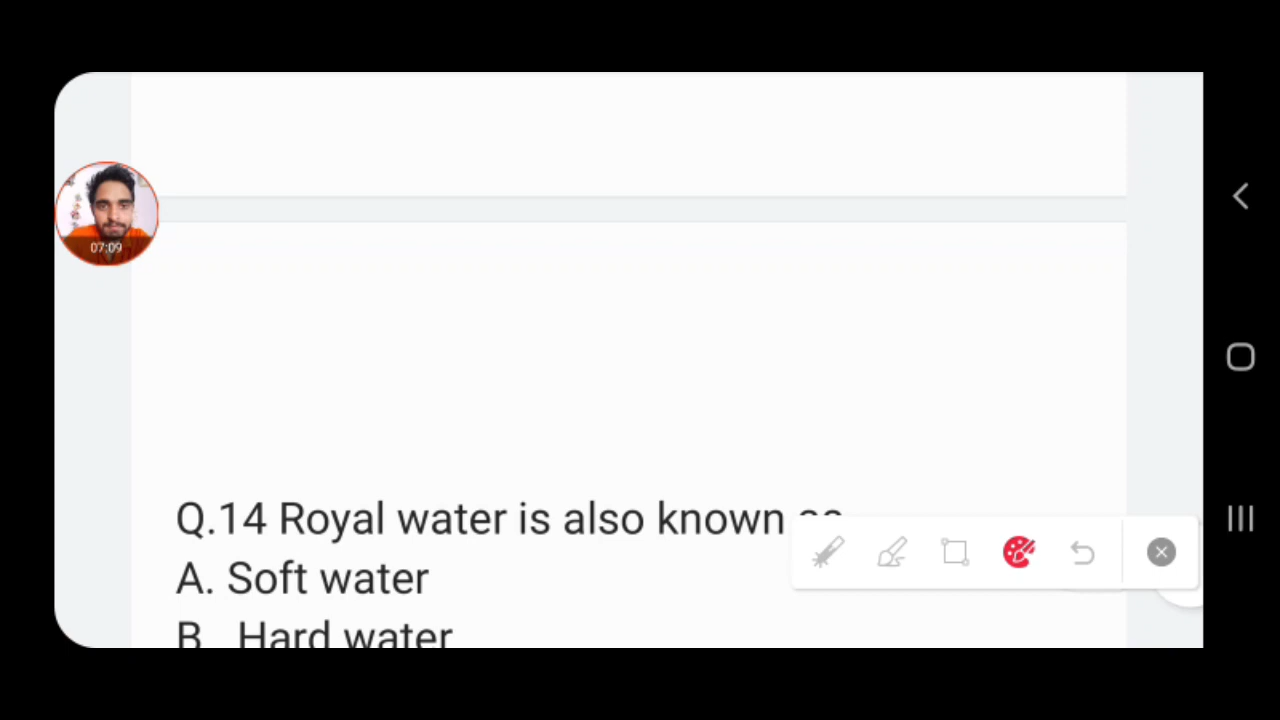 07:09
Q.14 Royal water is also known
A. Soft water
B. Hard water